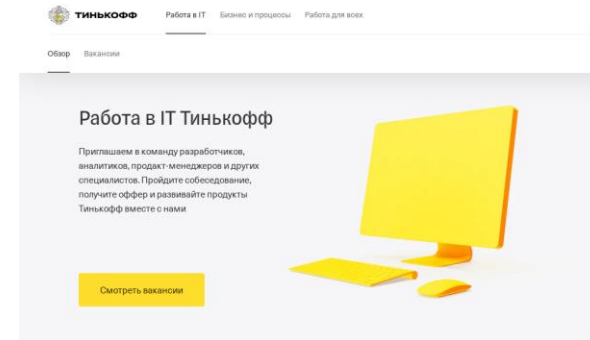 ТИНЬКОФФ Работа в IT Бизнес и процессы Работа для всех
Обзор Вакансии
Работа в IT Тинькофф
Приглашаем в команду разработчиков,
аналитиков, продакт-менеджеров и других
специалистов. Пройдите собеседование,
получите оффер и развивайте продукты
Тинькофф вместе с нами
Смотреть вакансии